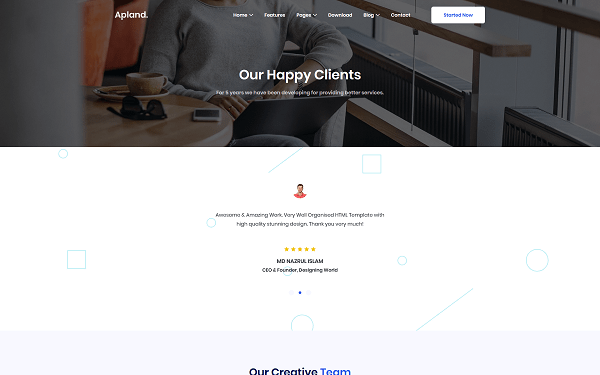 Apland.
Home Features Pages Download Blog Contact Started Now
Our Happy Clients
For 5 years we have been developing for providing better services.
Awesome & Amazing Work, Very Well Organised HTML Template with
high quality stunning design. Thank you very much!
MD NAZRUL ISLAM
CEO & Founder, Designing World
Our Creative Team